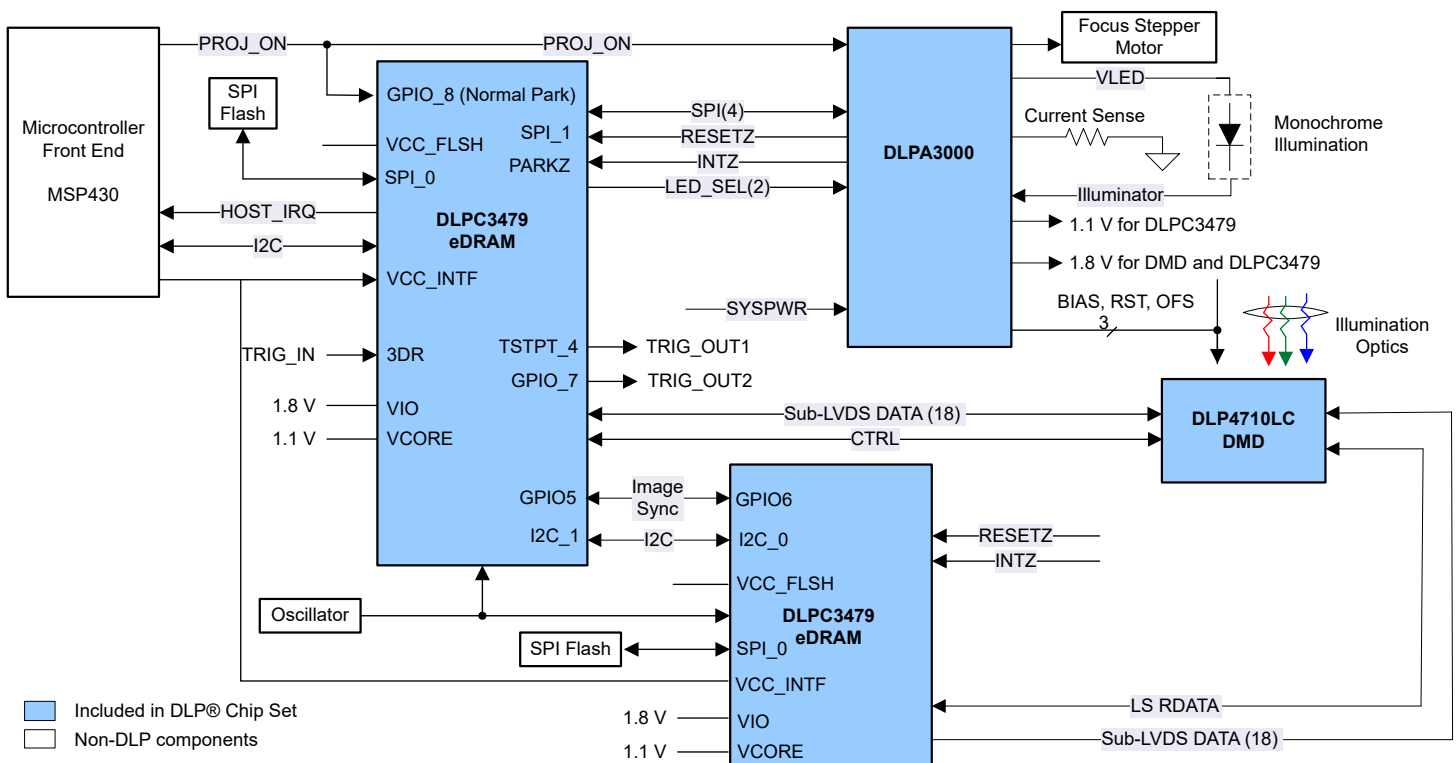 PROJ_ON
PROJ_ON
Focus Stepper
Motor
VLED
SPI
Flash
GPIO_8 (Normal Park)
SPI(4)
Current Sense
Microcontroller
Front End
MSP430
SPI_1
RESETZ
Monochrome
Illumination
VCC_FLSH
PARKZ
INTZ
DLPA3000
SPI_0
LED_SEL(2)
Illuminator
HOST_IRQ
DLPC3479
eDRAM
1.1 V for DLPC3479
I2C
1.8 V for DMD and DLPC3479
VCC_INTF
SYSPWR
BIAS, RST, OFS
3
Illumination
Optics
TRIG_IN
3DR
TSTPT_4
TRIG_OUT1
GPIO_7
TRIG_OUT2
1.8 V
VIO
Sub-LVDS DATA (18)
DLP4710LC
DMD
1.1 V
VCORE
CTRL
GPIO5
Image
Sync
GPIO6
I2C_1
I2C
I2C_0
RESETZ
INTZ
VCC_FLSH
Oscillator
DLPC3479
eDRAM
SPI Flash
SPI_0
VCC_INTF
Included in DLP® Chip Set
LS RDATA
1.8 V
VIO
Non-DLP components
Sub-LVDS DATA (18)
1.1 V
VCORE